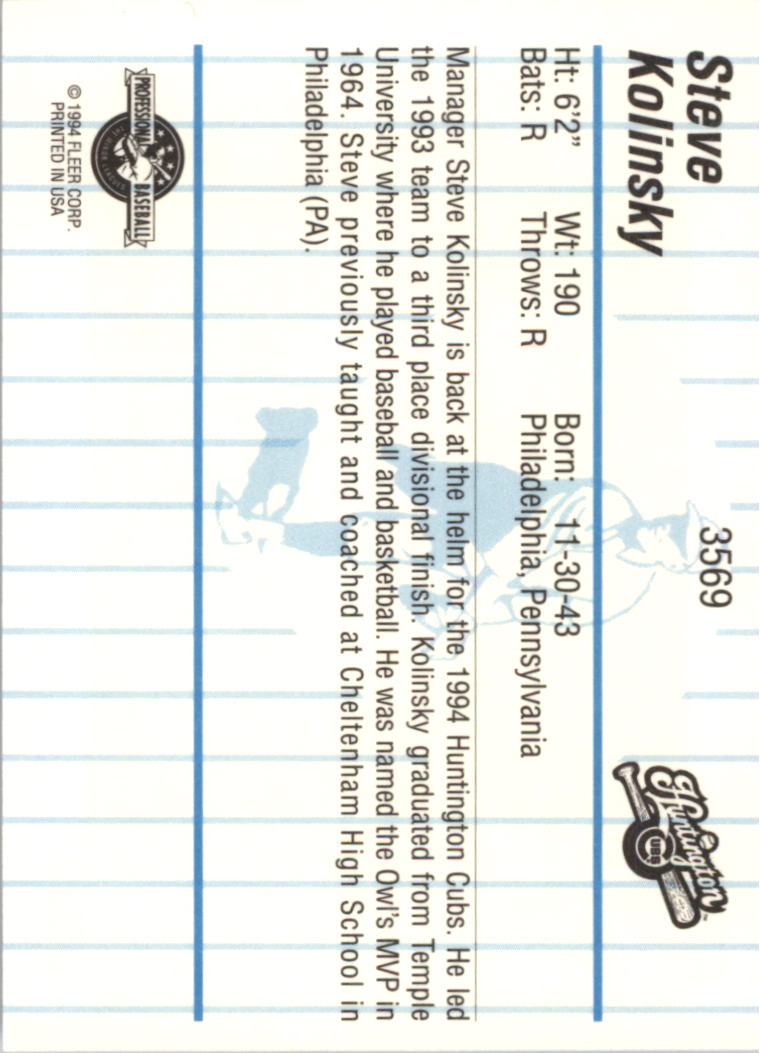 Steve
Kolinsky
3569
Huntington
CUBS
Ht: 6'2" Wt: 190 Born: 11-30-43
Bats: R Throws: R Philadelphia, Pennsylvania
Manager Steve Kolinsky is back at the helm for the 1994 Huntington Cubs. He led
the 1993 team to a third place divisional finish. Kolinsky graduated from Temple
University where he played baseball and basketball. He was named the Owl's MVP in
1964. Steve previously taught and coached at Cheltenham High School in
Philadelphia (PA).
PROFESSIONAL BASEBALL
© 1994 FLEER CORP.
PRINTED IN USA